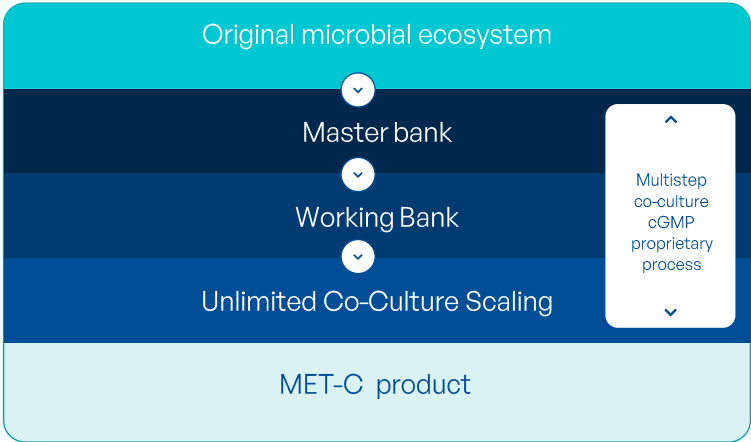 Original microbial ecosystem
Master bank
Working Bank
Unlimited Co-Culture Scaling
Multistep
co-culture
cGMP
proprietary
process
MET-C product